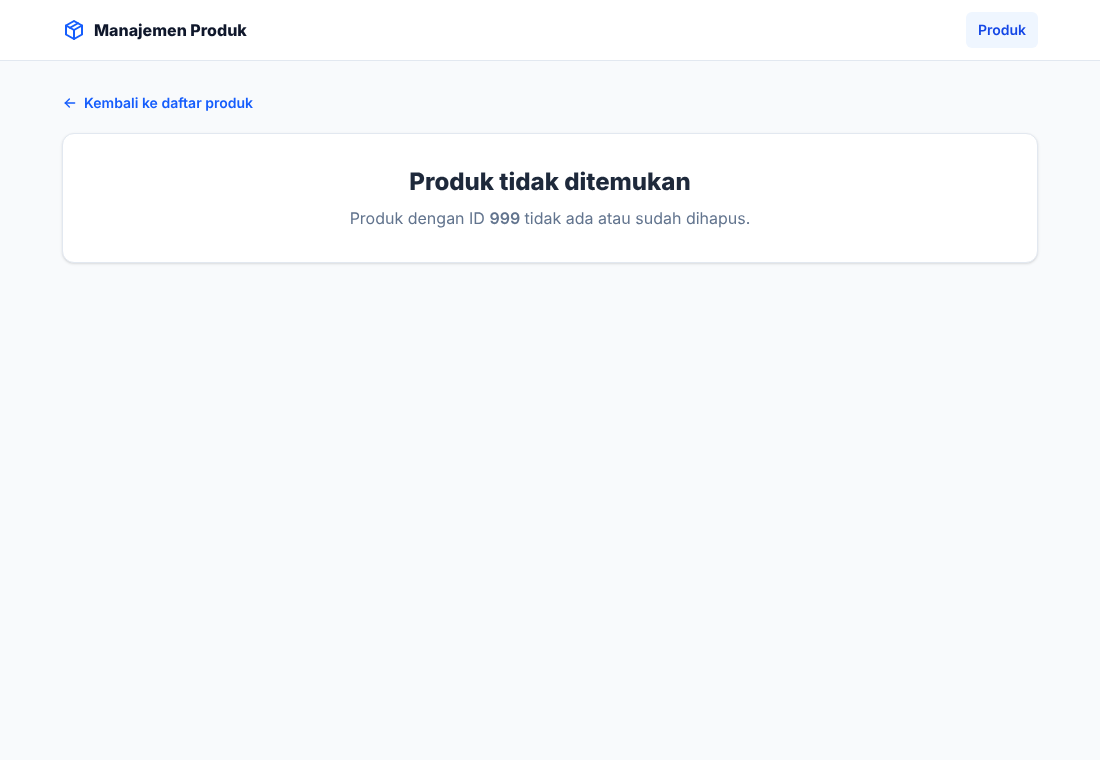 Manajemen Produk
Produk
Kembali ke daftar produk
Produk tidak ditemukan
Produk dengan ID 999 tidak ada atau sudah dihapus.